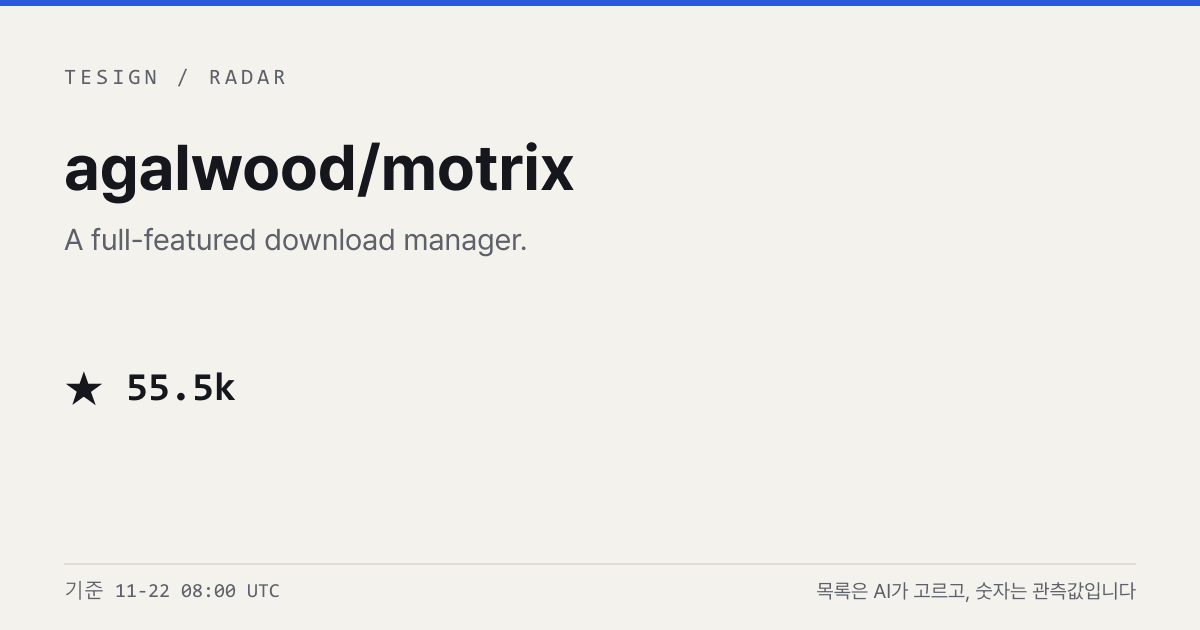 TESIGN / RADAR
agalwood/motrix
A full-featured download manager.
★ 55.5k
기준 11-22 08:00 UTC
목록은 AI가 고르고, 숫자는 관측값입니다